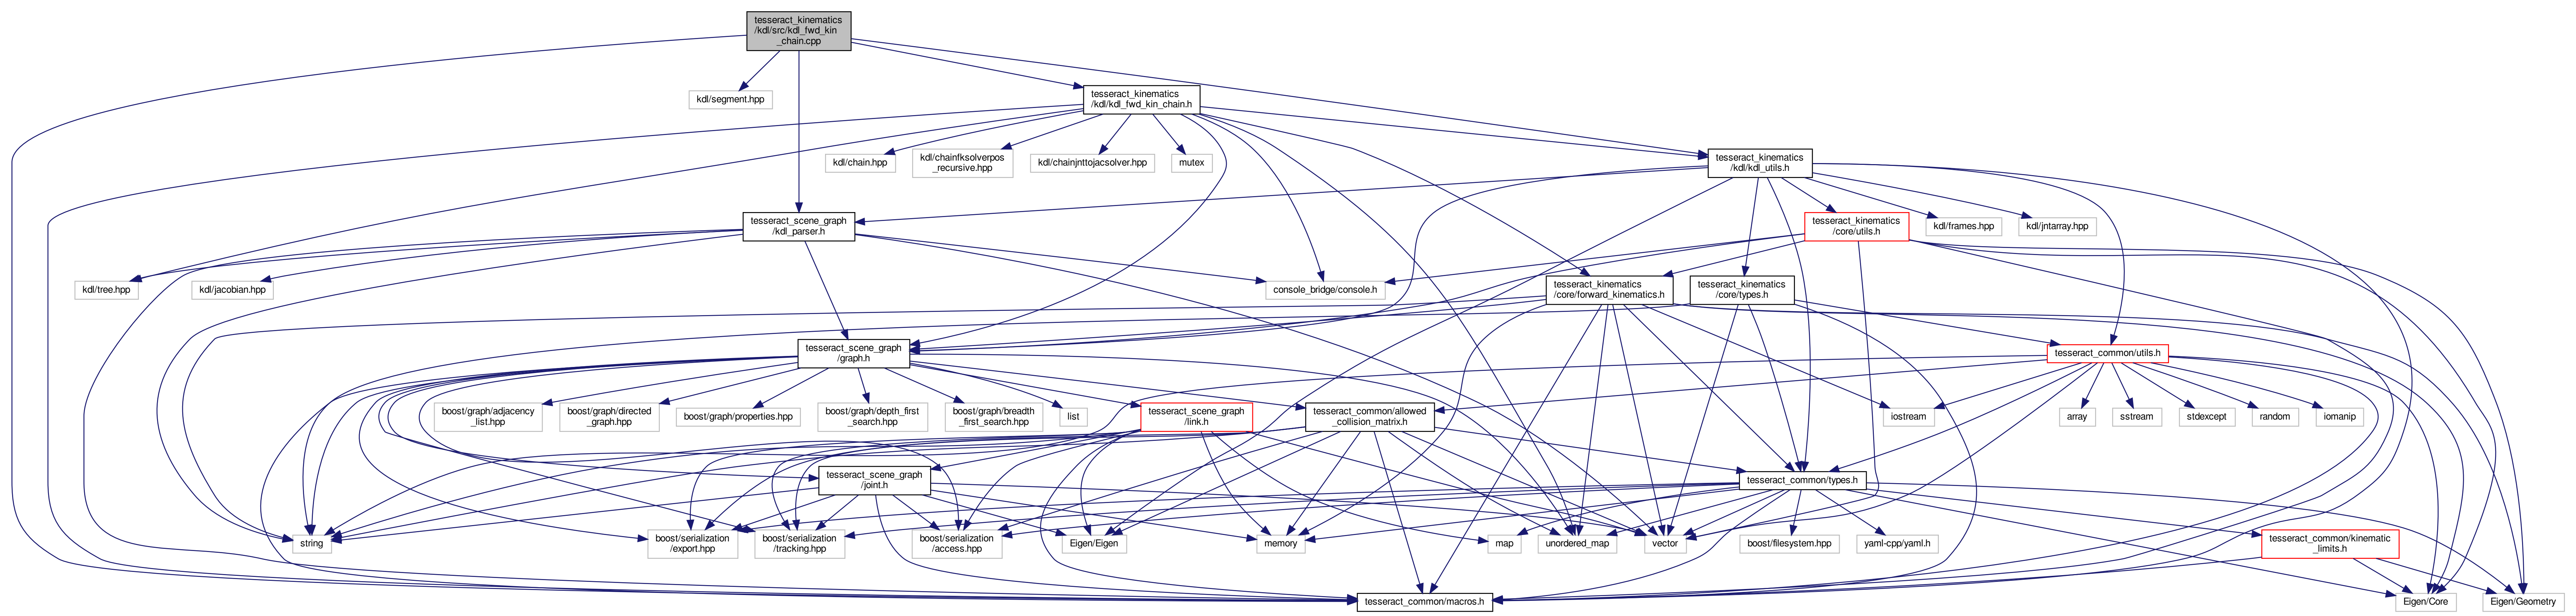 tesseract_kinematics
/kdl/src/kdl_fwd_kin
_chain.cpp
kdl/segment.hpp
tesseract_kinematics
/kdl/kdl_fwd_kin_chain.h
kdl/chain.hpp
kdl/chainfksolverpos
_recursive.hpp
kdl/chainjnttojacsolver.hpp
mutex
tesseract_kinematics
/kdl/kdl_utils.h
tesseract_scene_graph
/kdl_parser.h
tesseract_kinematics
/core/utils.h
kdl/frames.hpp
kdl/jntarray.hpp
kdl/tree.hpp
kdl/jacobian.hpp
console_bridge/console.h
tesseract_kinematics
/core/forward_kinematics.h
tesseract_kinematics
/core/types.h
tesseract_scene_graph
/graph.h
tesseract_common/utils.h
boost/graph/adjacency
_list.hpp
boost/graph/directed
_graph.hpp
boost/graph/properties.hpp
boost/graph/depth_first
_search.hpp
boost/graph/breadth
_first_search.hpp
list
tesseract_scene_graph
/link.h
tesseract_common/allowed
_collision_matrix.h
iostream
array
sstream
stdexcept
random
iomanip
tesseract_scene_graph
/joint.h
tesseract_common/types.h
string
boost/serialization
/export.hpp
boost/serialization
/tracking.hpp
boost/serialization
/access.hpp
Eigen/Eigen
memory
map
unordered_map
vector
boost/filesystem.hpp
yaml-cpp/yaml.h
tesseract_common/kinematic
_limits.h
tesseract_common/macros.h
Eigen/Core
Eigen/Geometry